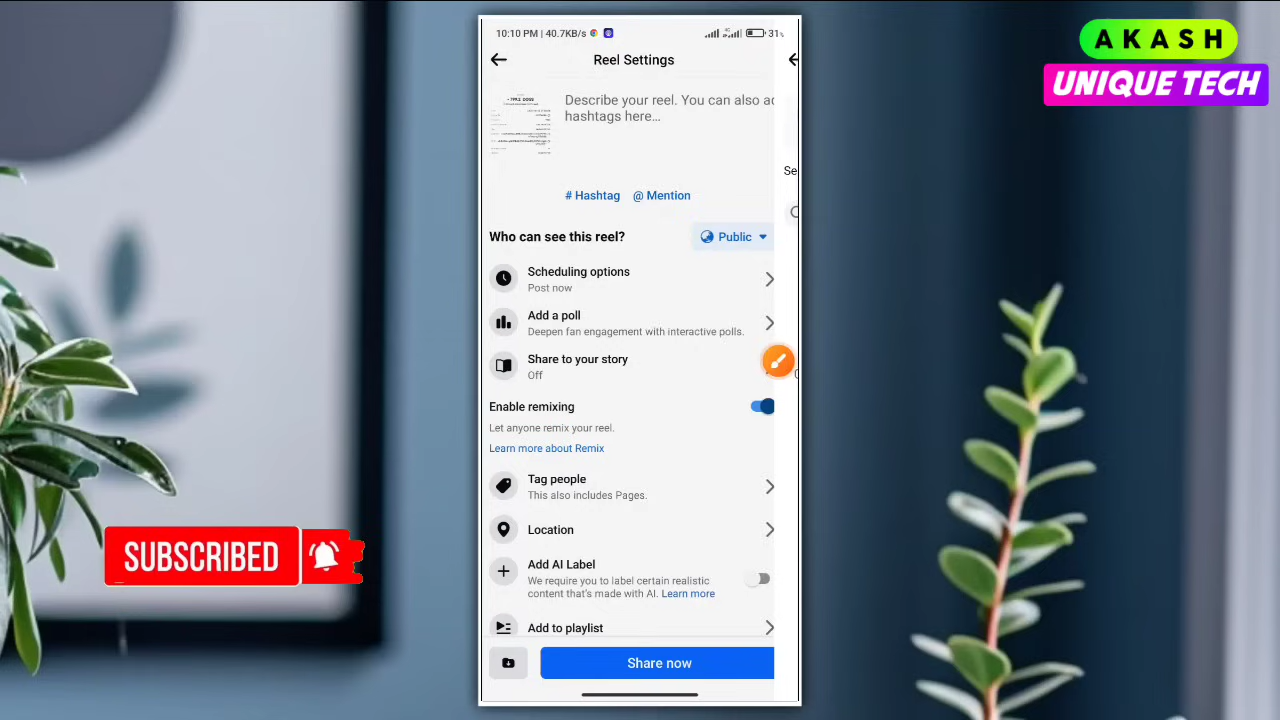 AKASH
UNIQUE TECH
10:10 PM | 40.7KB/s
31%
Reel Settings
Describe your reel. You can also ad
hashtags here...
# Hashtag @ Mention
Se
Who can see this reel?
Public
Scheduling options
Post now
Add a poll
Deepen fan engagement with interactive polls.
Share to your story
Off
Enable remixing
Let anyone remix your reel.
Learn more about Remix
Tag people
This also includes Pages.
Location
Add AI Label
We require you to label certain realistic
content that's made with AI. Learn more
Add to playlist
Share now
SUBSCRIBED